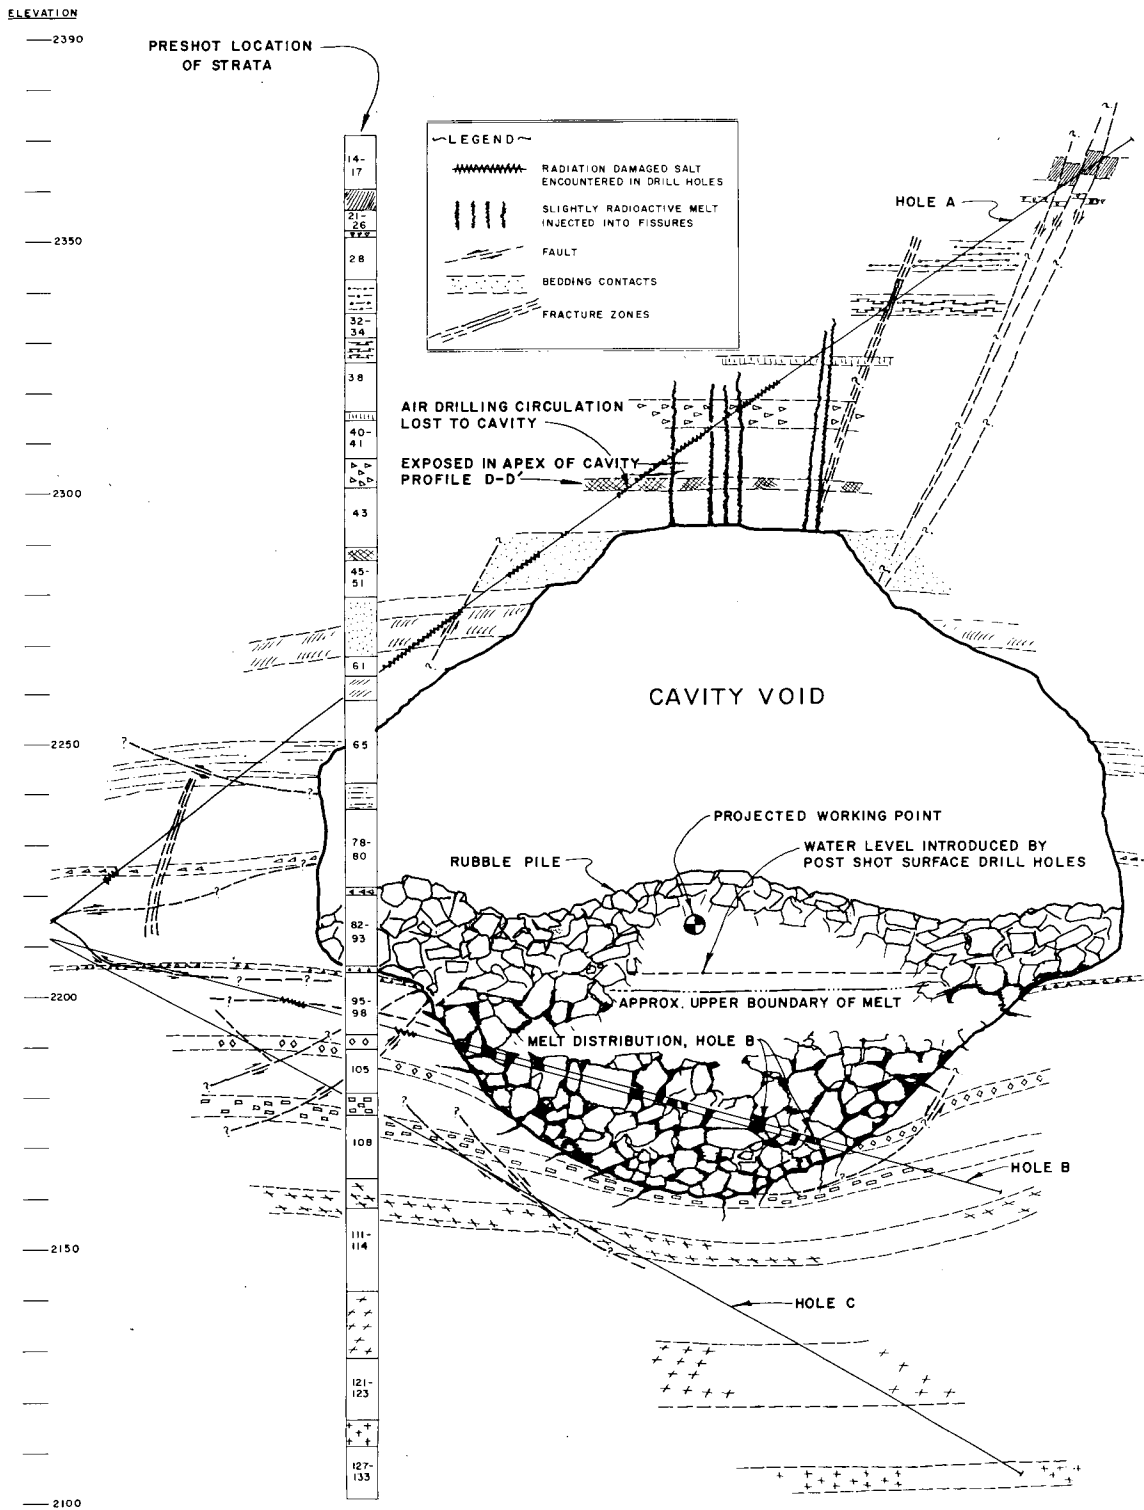 ELEVATION
2390
PRESHOT LOCATION
OF STRATA
LEGEND
RADIATION DAMAGED SALT
ENCOUNTERED IN DRILL HOLES
SLIGHTLY RADIOACTIVE MELT
INJECTED INTO FISSURES
FAULT
BEDDING CONTACTS
FRACTURE ZONES
HOLE A
2350
14-
17
21-
26
28
32-
34
38
40-
41
43
45-
51
61
65
78-
80
82-
93
95-
98
105
108
111-
114
121-
123
127-
133
AIR DRILLING CIRCULATION
LOST TO CAVITY
EXPOSED IN APEX OF CAVITY
PROFILE D-D'
2300
CAVITY VOID
2250
PROJECTED WORKING POINT
WATER LEVEL INTRODUCED BY
POST SHOT SURFACE DRILL HOLES
RUBBLE PILE
2200
APPROX. UPPER BOUNDARY OF MELT
MELT DISTRIBUTION, HOLE B
HOLE B
2150
HOLE C
2100